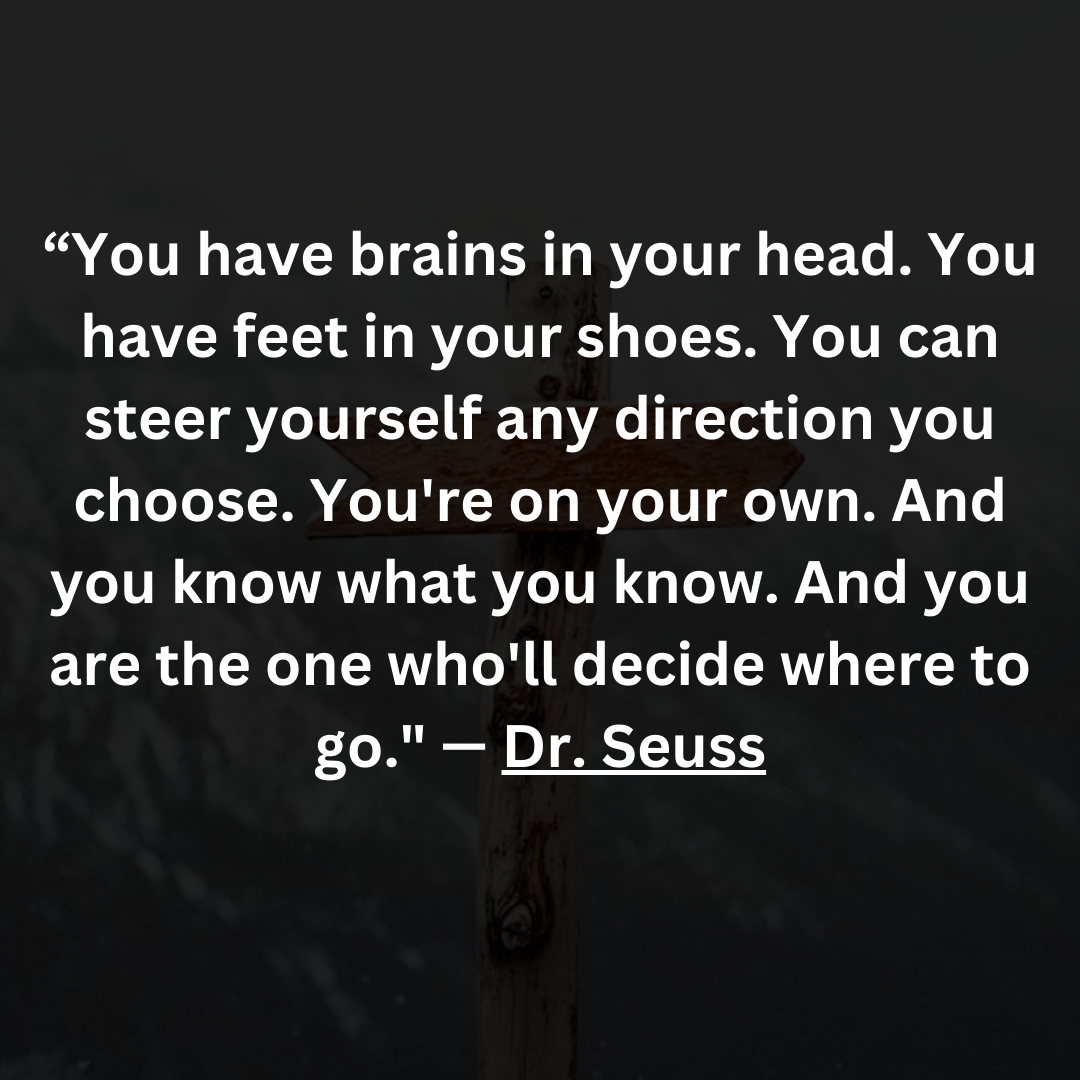 “You have brains in your head. You
have feet in your shoes. You can
steer yourself any direction you
choose. You're on your own. And
you know what you know. And you
are the one who'll decide where to
go." — Dr. Seuss